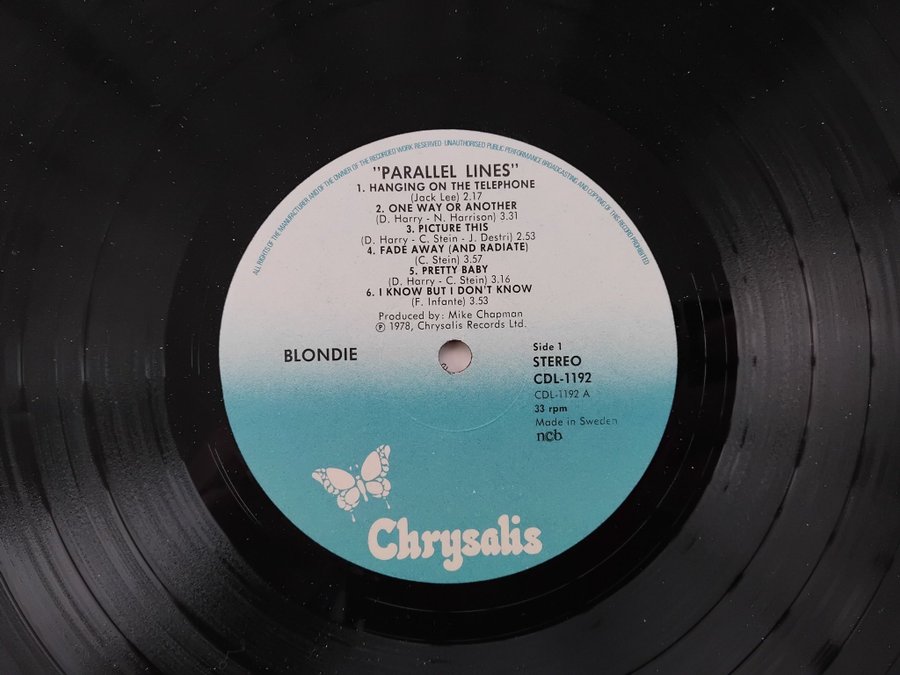 ALL RIGHTS OF THE MANUFACTURER AND OF THE OWNER OF THE RECORDED WORK RESERVED UNAUTHORISED PUBLIC PERFORMANCE BROADCASTING AND COPYING OF THIS RECORD PROHIBITED
"PARALLEL LINES"
1. HANGING ON THE TELEPHONE
(Jack Lee) 2.17
2. ONE WAY OR ANOTHER
(D. Harry - N. Harrison) 3.31
3. PICTURE THIS
(D. Harry - C. Stein - J. Destri) 2.53
4. FADE AWAY (AND RADIATE)
(C. Stein) 3.57
5. PRETTY BABY
(D. Harry - C. Stein) 3.16
6. I KNOW BUT I DON'T KNOW
(F. Infante) 3.53
Produced by: Mike Chapman
℗ 1978, Chrysalis Records Ltd.
BLONDIE
Side 1
STEREO
CDL-1192
CDL-1192 A
33 rpm
Made in Sweden
ncb
Chrysalis